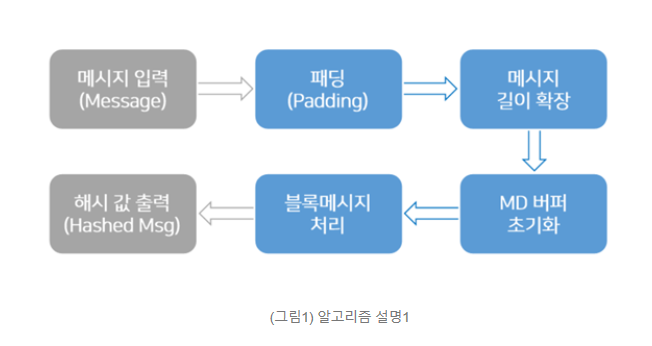 메시지 입력
(Message)
패딩
(Padding)
메시지
길이 확장
MD 버퍼
초기화
블록메시지
처리
해시 값 출력
(Hashed Msg)
(그림1) 알고리즘 설명1